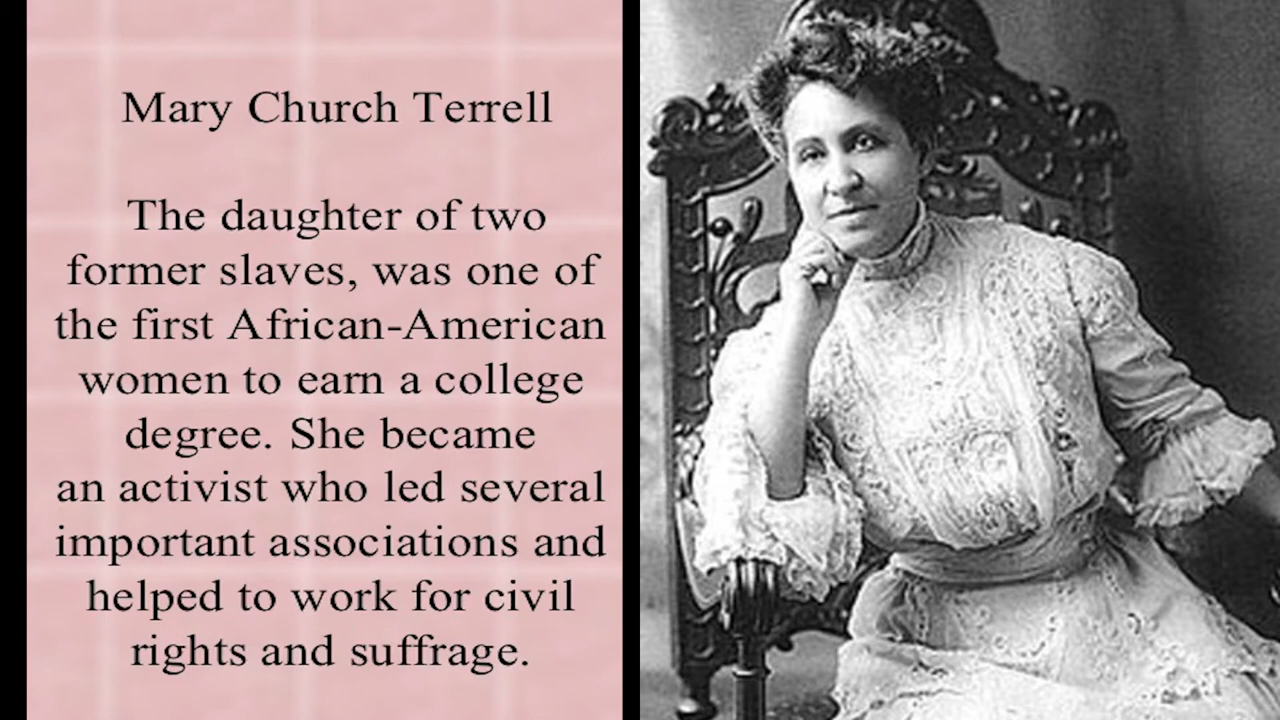 Mary Church Terrell
The daughter of two
former slaves, was one of
the first African-American
women to earn a college
degree. She became
an activist who led several
important associations and
helped to work for civil
rights and suffrage.